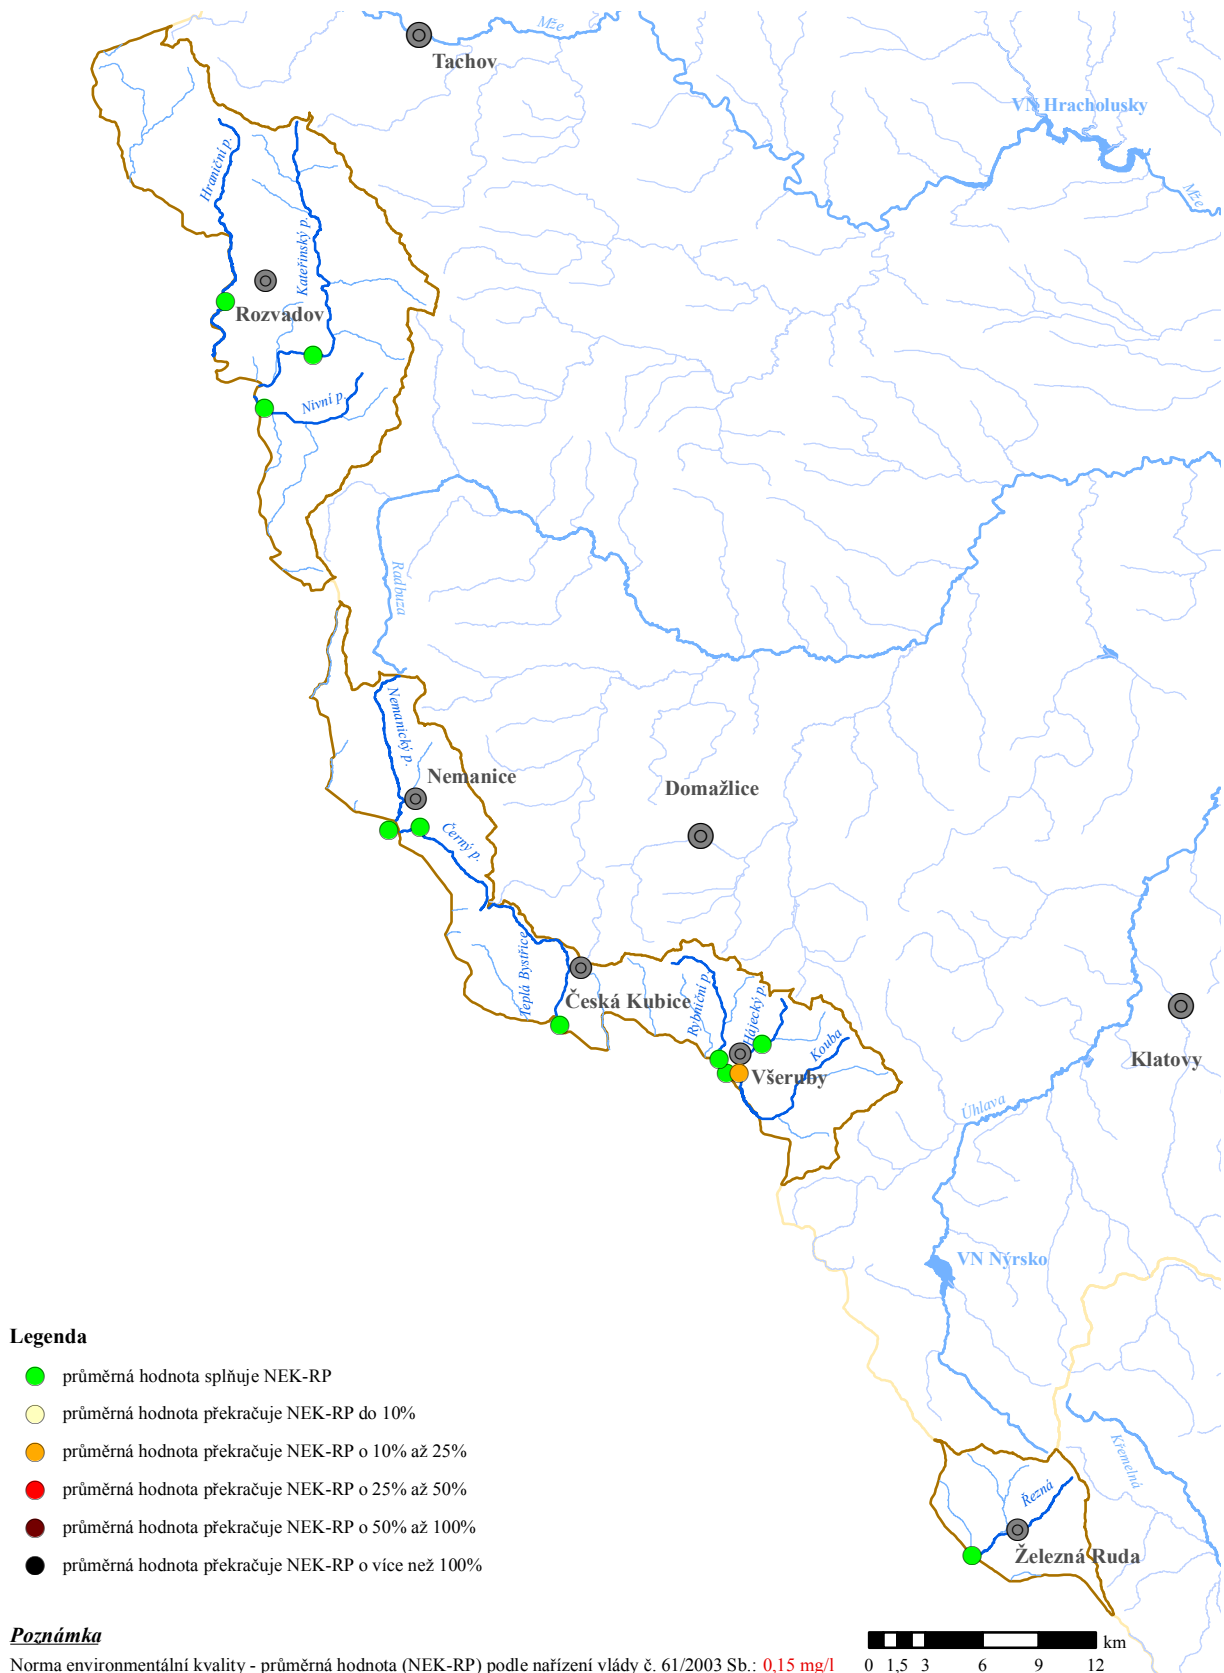 Mže
Tachov
VN Hracholusky
Mže
Hraniční p.
Kateřinský p.
Rozvadov
Nivní p.
Radbuza
Nemanický p.
Nemanice
Domažlice
Černý p.
Teplá Bystřice
Česká Kubice
Rybniční p.
Hájecký p.
Kouba
Všeruby
Klatovy
Úhlava
VN Nýrsko
Křemelná
Řezná
Železná Ruda
Legenda
průměrná hodnota splňuje NEK-RP
průměrná hodnota překračuje NEK-RP do 10%
průměrná hodnota překračuje NEK-RP o 10% až 25%
průměrná hodnota překračuje NEK-RP o 25% až 50%
průměrná hodnota překračuje NEK-RP o 50% až 100%
průměrná hodnota překračuje NEK-RP o více než 100%
Poznámka
Norma environmentální kvality - průměrná hodnota (NEK-RP) podle nařízení vlády č. 61/2003 Sb.: 0,15 mg/l
km
0 1,5 3 6 9 12